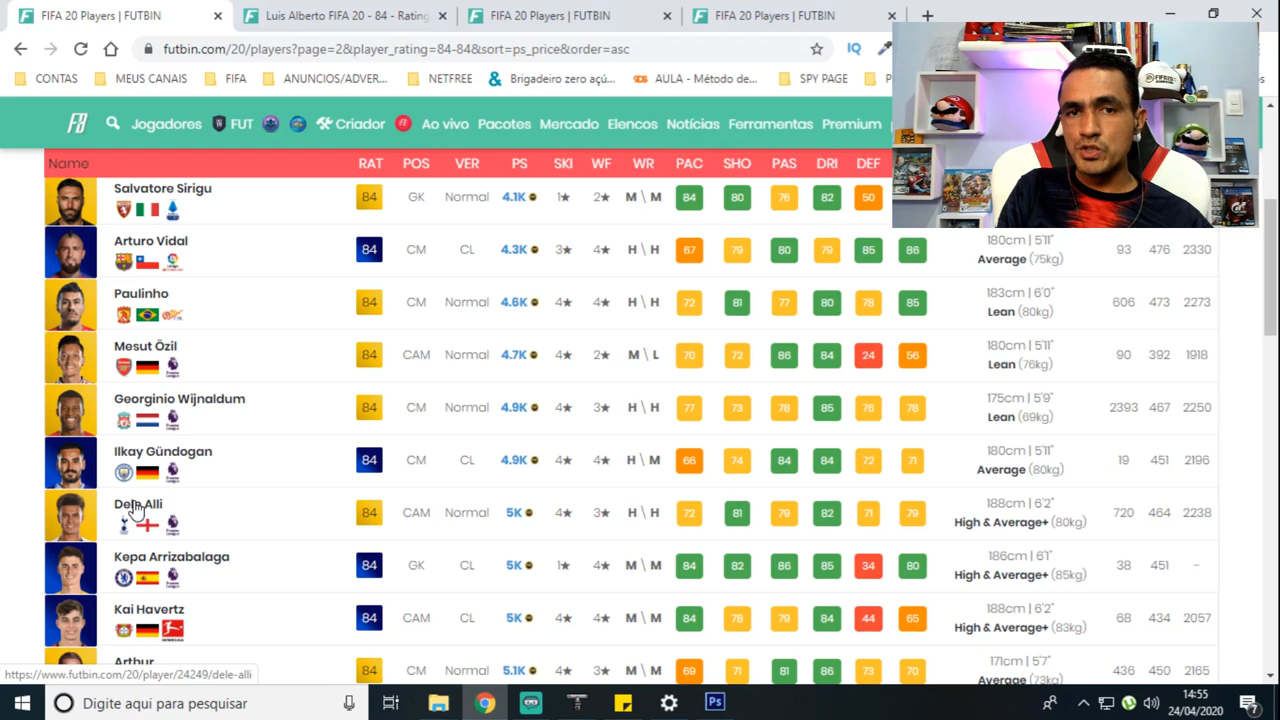 FIFA 20 Players | FUTBIN
Luis Alberto FIFA 20 - 84 - Rating
FIFA 20 Players | FUTBIN
FIFA 20 Players | FUTBIN
IQ
CONTAS
MEUS CANAIS
FIFA
ANUNCIOS/ADVER...
NETFREE
Brigadeiro zero açú...
AULA - Método de...
SPY PAGE
Jogadores
FUT
Criador
Ao vivo
Pacotes
Mercado
Elencos
Notícias
Ferramentas
Premium
Name RAT POS VER PS SKI WF WR PAC SHO PAS DRI DEF
Salvatore Sirigu 84 GK Normal 4.1K 1★ 2★ M \ M 84 80 76 82 50
Arturo Vidal 84 CM CL 4.3K 3★ 4★ H \ H 67 79 80 79 85 86 180cm | 5'11" 93 476 2330
Average (75kg)
Paulinho 84 CM Normal 4.6K 4★ 4★ H \ H 72 81 77 80 78 85 183cm | 6'0" 606 473 2273
Lean (80kg)
Mesut Özil 84 CAM Normal 4.7K 4★ 2★ M \ L 70 72 86 84 24 56 180cm | 5'11" 90 392 1918
Lean (76kg)
Georginio Wijnaldum 84 CM Normal 4.9K 4★ 3★ H \ H 77 73 78 85 76 78 175cm | 5'9" 2393 467 2250
Lean (69kg)
Ilkay Gündogan 84 CM CL 4.9K 4★ 4★ H \ M 66 74 84 84 72 71 180cm | 5'11" 19 451 2196
Average (80kg)
Dele Alli 84 CAM Normal 5K 4★ 3★ H \ H 72 81 79 82 71 79 188cm | 6'2" 720 464 2238
High & Average+ (80kg)
Kepa Arrizabalaga 84 GK CL 5K 1★ 4★ M \ M 84 82 86 85 34 80 186cm | 6'1" 38 451 -
High & Average+ (85kg)
Kai Havertz 84 CAM CL 5K 4★ 4★ M \ M 84 78 79 84 44 65 188cm | 6'2" 68 434 2057
High & Average+ (83kg)
Arthur 84 CM Normal 5.1K 4★ 3★ M \ M 69 71 81 86 73 70 171cm | 5'7" 436 450 2165
Average (73kg)
https://www.futbin.com/20/player/24249/dele-alli
Digite aqui para pesquisar
Ps
14:55
24/04/2020
7